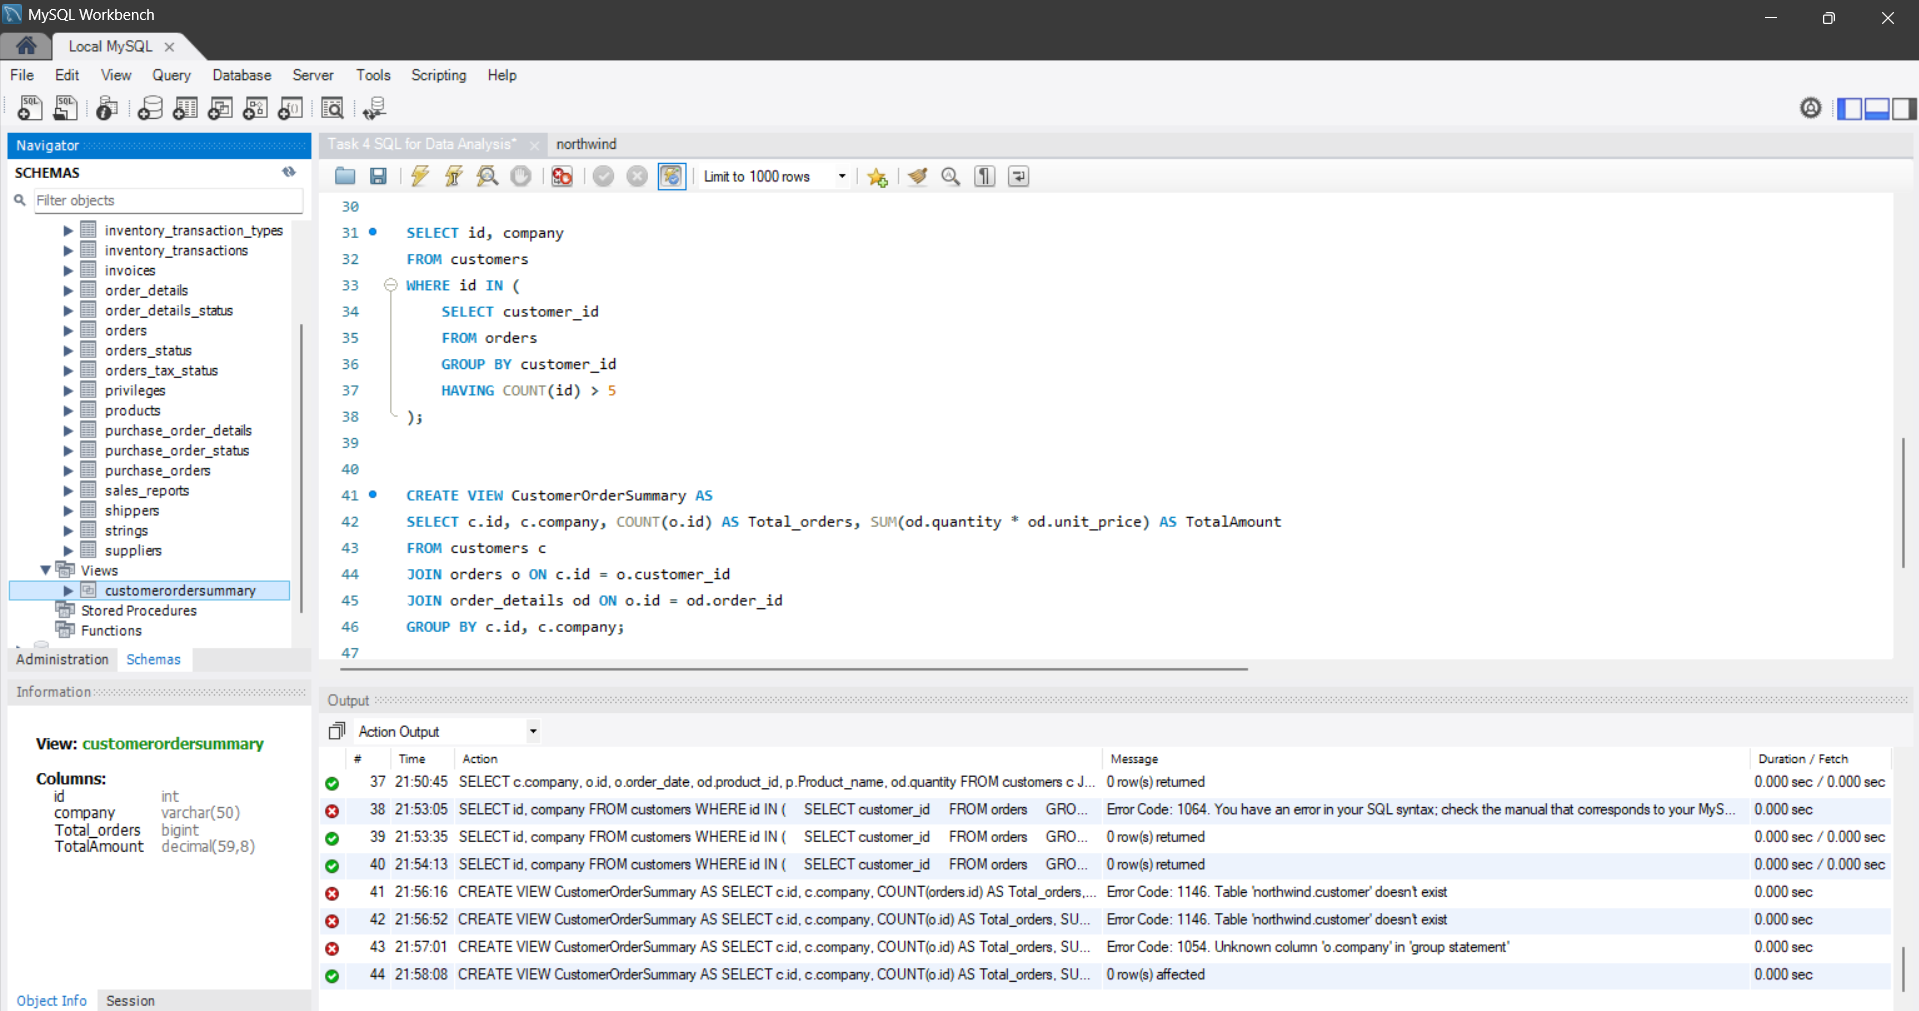 MySQL Workbench
Local MySQL
File Edit View Query Database Server Tools Scripting Help
Navigator
SCHEMAS
Filter objects
inventory_transaction_types
inventory_transactions
invoices
order_details
order_details_status
orders
orders_status
orders_tax_status
privileges
products
purchase_order_details
purchase_order_status
purchase_orders
sales_reports
shippers
strings
suppliers
Views
customerordersummary
Stored Procedures
Functions
Administration Schemas
Information
View: customerordersummary
Columns:
id int
company varchar(50)
Total_orders bigint
TotalAmount decimal(59,8)
Object Info Session
Task 4 SQL for Data Analysis* northwind
Limit to 1000 rows
30
31 SELECT id, company
32 FROM customers
33 WHERE id IN (
34 SELECT customer_id
35 FROM orders
36 GROUP BY customer_id
37 HAVING COUNT(id) > 5
38 );
39
40
41 CREATE VIEW CustomerOrderSummary AS
42 SELECT c.id, c.company, COUNT(o.id) AS Total_orders, SUM(od.quantity * od.unit_price) AS TotalAmount
43 FROM customers c
44 JOIN orders o ON c.id = o.customer_id
45 JOIN order_details od ON o.id = od.order_id
46 GROUP BY c.id, c.company;
47
Output
Action Output
# Time Action Message Duration / Fetch
37 21:50:45 SELECT c.company, o.id, o.order_date, od.product_id, p.Product_name, od.quantity FROM customers c J... 0 row(s) returned 0.000 sec / 0.000 sec
38 21:53:05 SELECT id, company FROM customers WHERE id IN ( SELECT customer_id FROM orders GRO... Error Code: 1064. You have an error in your SQL syntax; check the manual that corresponds to your MyS... 0.000 sec
39 21:53:35 SELECT id, company FROM customers WHERE id IN ( SELECT customer_id FROM orders GRO... 0 row(s) returned 0.000 sec / 0.000 sec
40 21:54:13 SELECT id, company FROM customers WHERE id IN ( SELECT customer_id FROM orders GRO... 0 row(s) returned 0.000 sec / 0.000 sec
41 21:56:16 CREATE VIEW CustomerOrderSummary AS SELECT c.id, c.company, COUNT(orders.id) AS Total_orders,... Error Code: 1146. Table 'northwind.customer' doesn't exist 0.000 sec
42 21:56:52 CREATE VIEW CustomerOrderSummary AS SELECT c.id, c.company, COUNT(o.id) AS Total_orders, SU... Error Code: 1146. Table 'northwind.customer' doesn't exist 0.000 sec
43 21:57:01 CREATE VIEW CustomerOrderSummary AS SELECT c.id, c.company, COUNT(o.id) AS Total_orders, SU... Error Code: 1054. Unknown column 'o.company' in 'group statement' 0.000 sec
44 21:58:08 CREATE VIEW CustomerOrderSummary AS SELECT c.id, c.company, COUNT(o.id) AS Total_orders, SU... 0 row(s) affected 0.000 sec